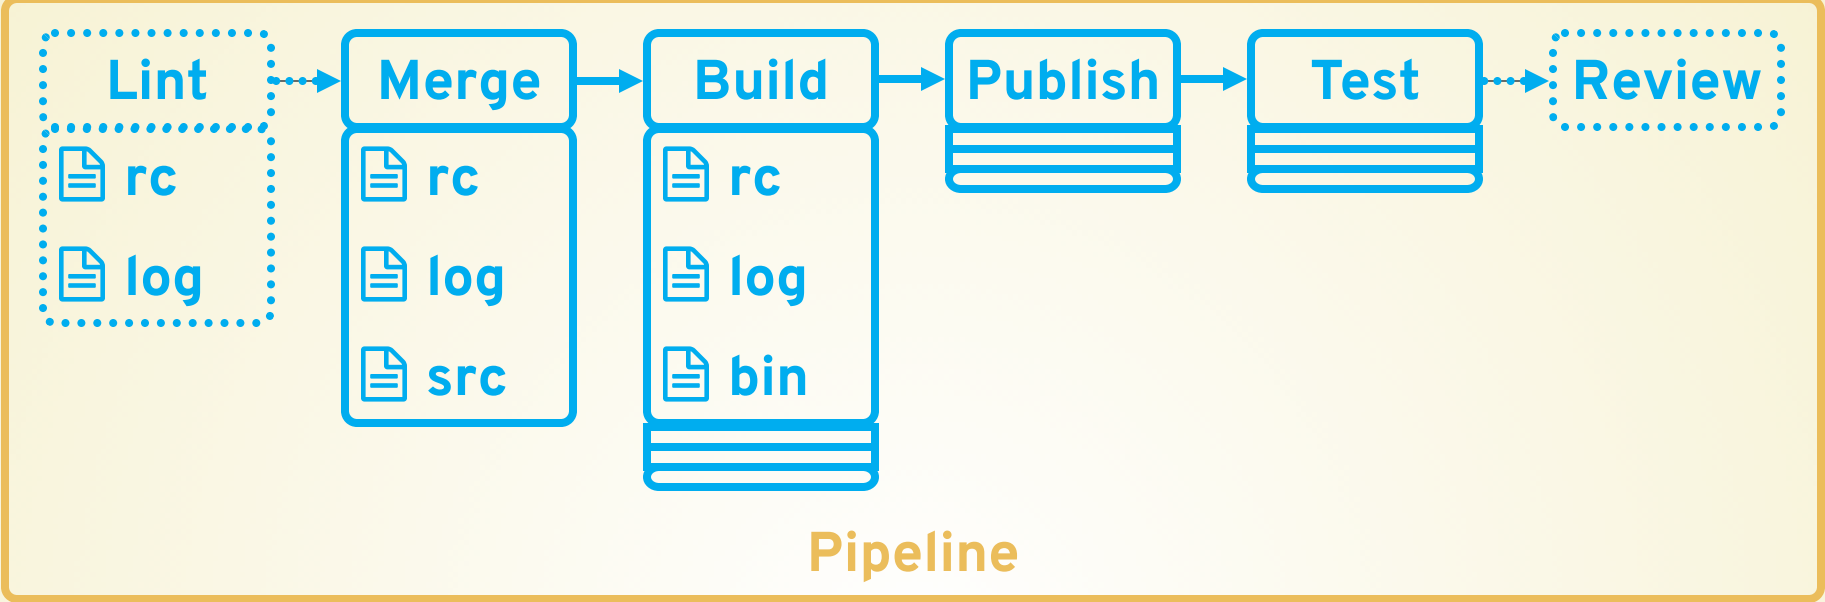 Lint
Merge
Build
Publish
Test
Review
rc
log
rc
log
src
rc
log
bin
Pipeline